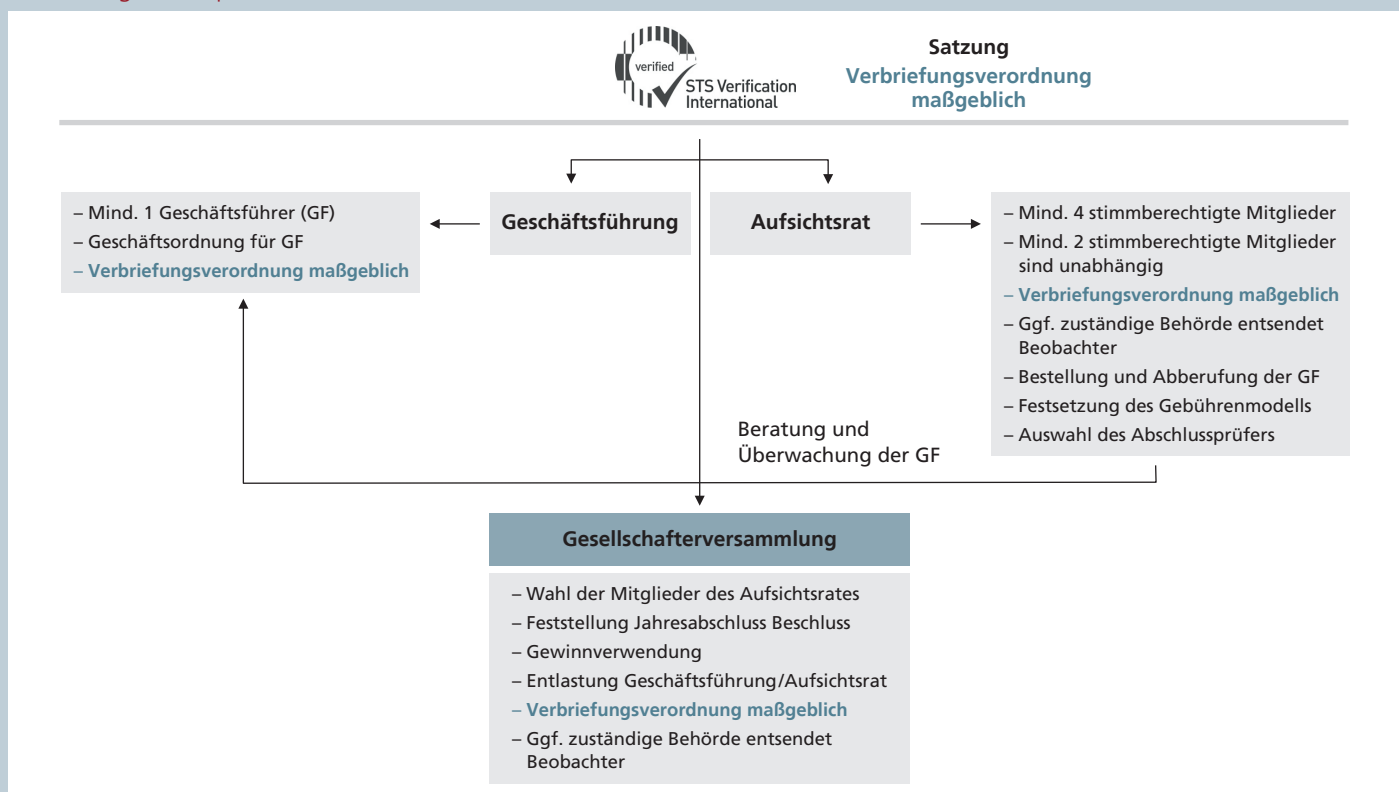 verified
STS Verification
International
Satzung
Verbriefungsverordnung
maßgeblich
– Mind. 1 Geschäftsführer (GF)
– Geschäftsordnung für GF
– Verbriefungsverordnung maßgeblich
Geschäftsführung
Aufsichtsrat
– Mind. 4 stimmberechtigte Mitglieder
– Mind. 2 stimmberechtigte Mitglieder
sind unabhängig
– Verbriefungsverordnung maßgeblich
– Ggf. zuständige Behörde entsendet
Beobachter
– Bestellung und Abberufung der GF
– Festsetzung des Gebührenmodells
– Auswahl des Abschlussprüfers
Beratung und
Überwachung der GF
Gesellschafterversammlung
– Wahl der Mitglieder des Aufsichtsrates
– Feststellung Jahresabschluss Beschluss
– Gewinnverwendung
– Entlastung Geschäftsführung/Aufsichtsrat
– Verbriefungsverordnung maßgeblich
– Ggf. zuständige Behörde entsendet
Beobachter